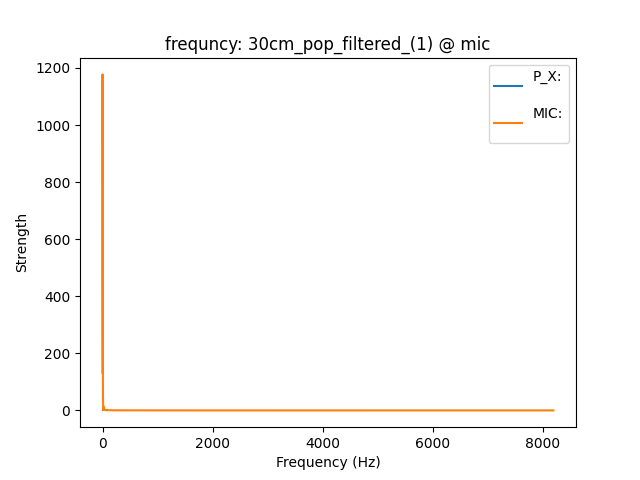 frequncy: 30cm_pop_filtered_(1) @ mic
P_X:
MIC:
1200
1000
800
600
400
200
0
Strength
0 2000 4000 6000 8000
Frequency (Hz)